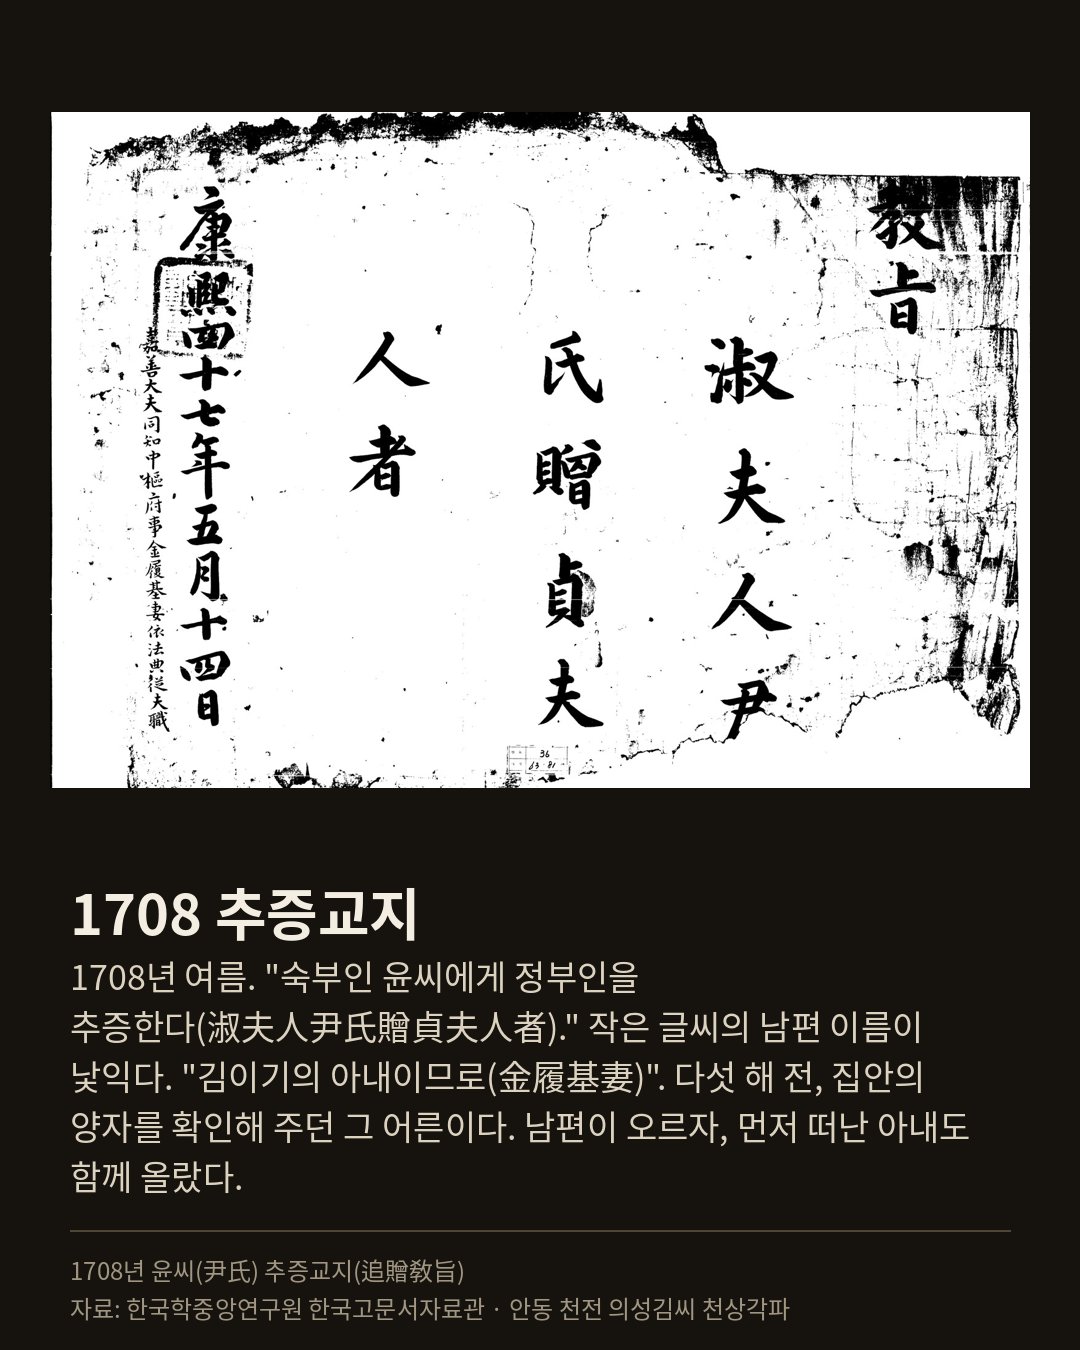 教旨
淑夫人尹
氏贈貞夫
人者
康熙四十七年五月十四日
嘉善大夫同知中樞府事金履基妻依法典從夫職
36
63 81
1708 추증교지
1708년 여름. "숙부인 윤씨에게 정부인을
추증한다(淑夫人尹氏贈貞夫人者)." 작은 글씨의 남편 이름이
낯익다. "김이기의 아내이므로(金履基妻)". 다섯 해 전, 집안의
양자를 확인해 주던 그 어른이다. 남편이 오르자, 먼저 떠난 아내도
함께 올랐다.
1708년 윤씨(尹氏) 추증교지(追贈敎旨)
자료: 한국학중앙연구원 한국고문서자료관 · 안동 천전 의성김씨 천상각파